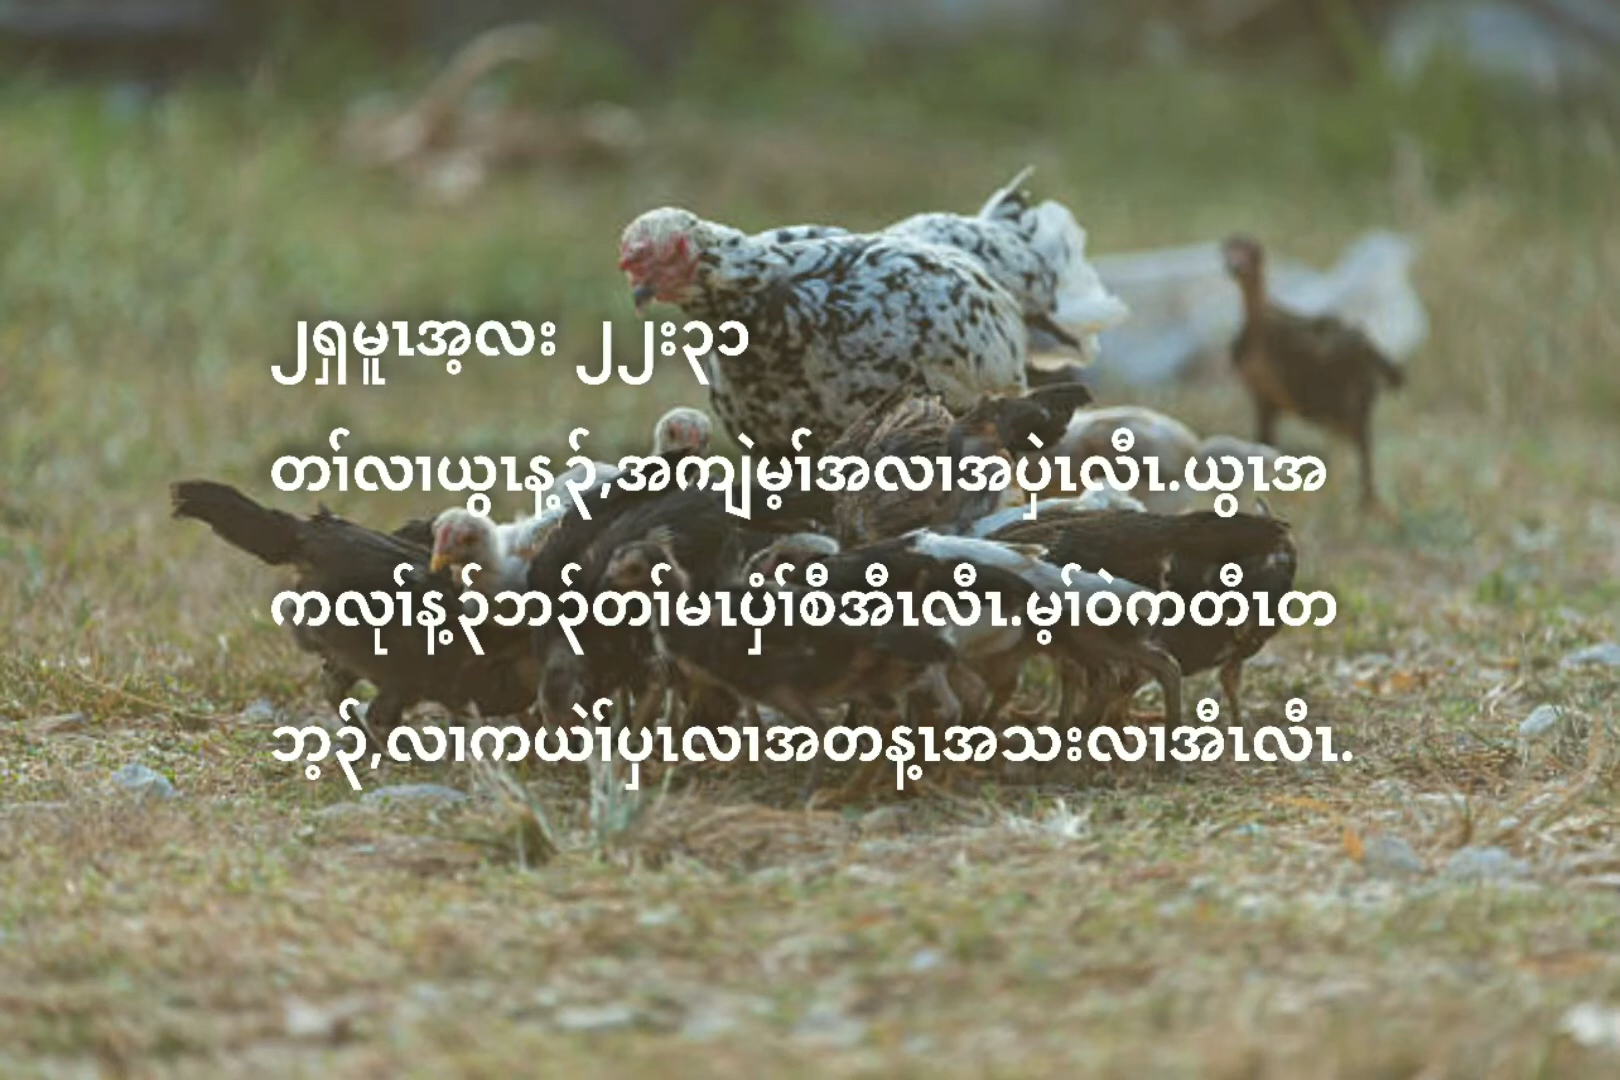 ၂ၡမူၤအ့လး ၂၂း၃၁
တၢ်လၢယွၤန့ၣ်,အကျဲမ့ၢ်အလၢအပှဲၤလီၤ.ယွၤအ
ကလုၢ်န့ၣ်ဘၣ်တၢ်မၤပှံၢ်စီအီၤလီၤ.မ့ၢ်ဝဲကတီၤတ
ဘ့ၣ်,လၢကယဲၢ်ပှၤလၢအတန့ၤအသးလၢအီၤလီၤ.